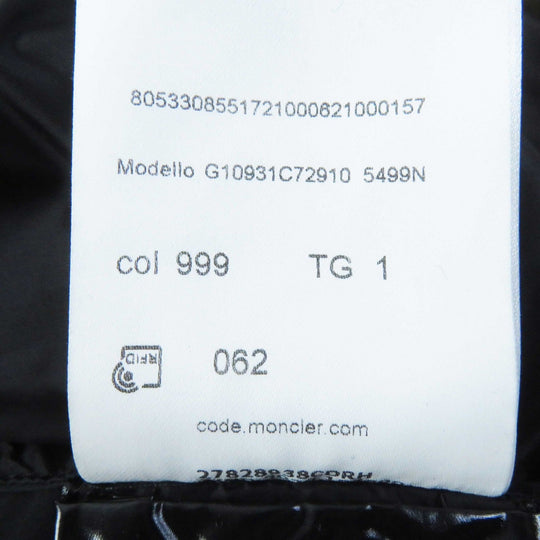 8053308551721000621000157
Modello G10931C72910 5499N
col 999 TG 1
RFID 062
code.moncler.com